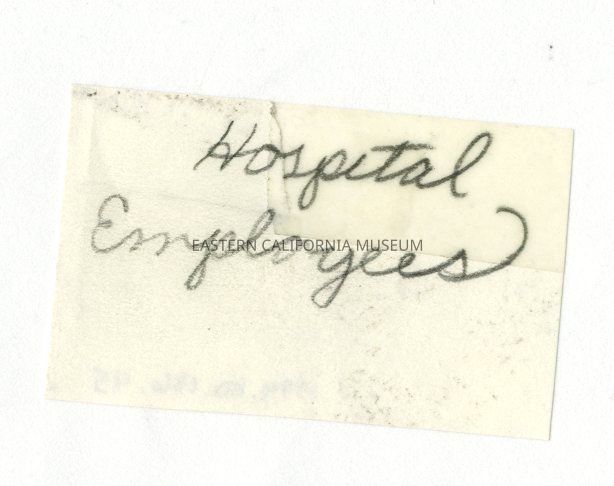 Hospital
Employees
EASTERN CALIFORNIA MUSEUM